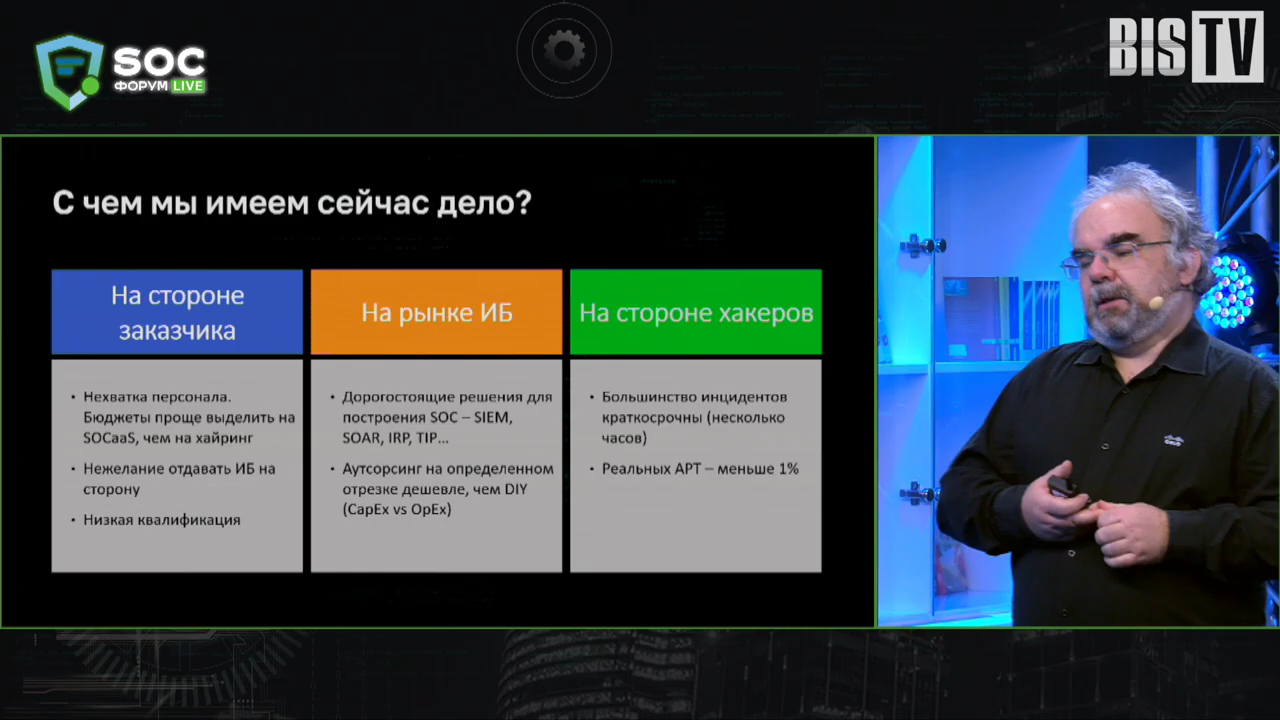 SOC
ФОРУМ LIVE
BIS TV
С чем мы имеем сейчас дело?
На стороне
заказчика
• Нехватка персонала.
Бюджеты проще выделить на
SOCaaS, чем на хайринг
• Нежелание отдавать ИБ на
сторону
• Низкая квалификация
На рынке ИБ
• Дорогостоящие решения для
построения SOC – SIEM,
SOAR, IRP, TIP...
• Аутсорсинг на определенном
отрезке дешевле, чем DIY
(CapEx vs OpEx)
На стороне хакеров
• Большинство инцидентов
краткосрочны (несколько
часов)
• Реальных APT – меньше 1%